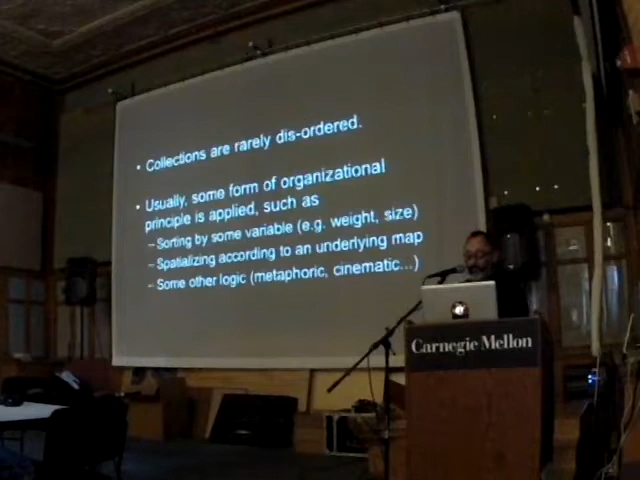 • Collections are rarely dis-ordered.
• Usually, some form of organizational
principle is applied, such as
– Sorting by some variable (e.g. weight, size)
– Spatializing according to an underlying map
– Some other logic (metaphoric, cinematic...)
Carnegie Mellon